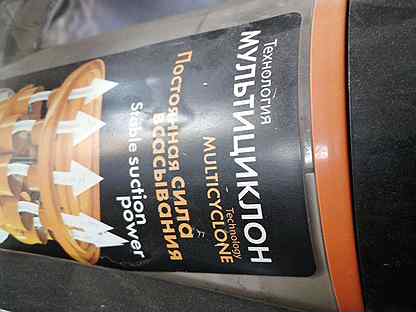 Технология
МУЛЬТИЦИКЛОН
Technology
MULTICYCLONE
Постоянная сила
всасывания
Stable suction
power